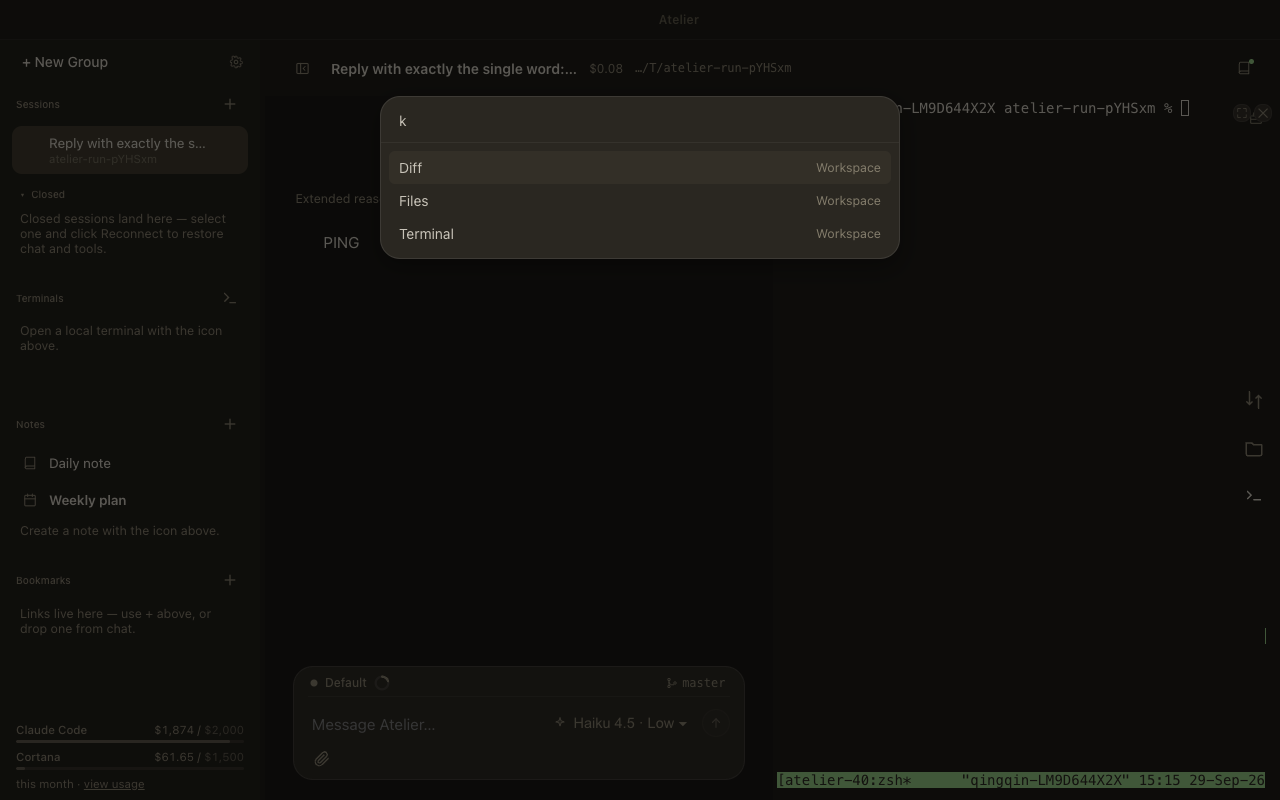 Atelier
+ New Group
Sessions
Reply with exactly the s...
atelier-run-pYHSxm
Closed
Closed sessions land here — select
one and click Reconnect to restore
chat and tools.
Terminals
Open a local terminal with the icon
above.
Notes
Daily note
Weekly plan
Create a note with the icon above.
Bookmarks
Links live here — use + above, or
drop one from chat.
Claude Code $1,874 / $2,000
Cortana $61.65 / $1,500
this month · view usage
Reply with exactly the single word:... $0.08 …/T/atelier-run-pYHSxm
k
Diff Workspace
Files Workspace
Terminal Workspace
Extended reas
PING
Default master
Message Atelier... Haiku 4.5 · Low
n-LM9D644X2X atelier-run-pYHSxm %
[atelier-40:zsh* "qingqin-LM9D644X2X" 15:15 29-Sep-26